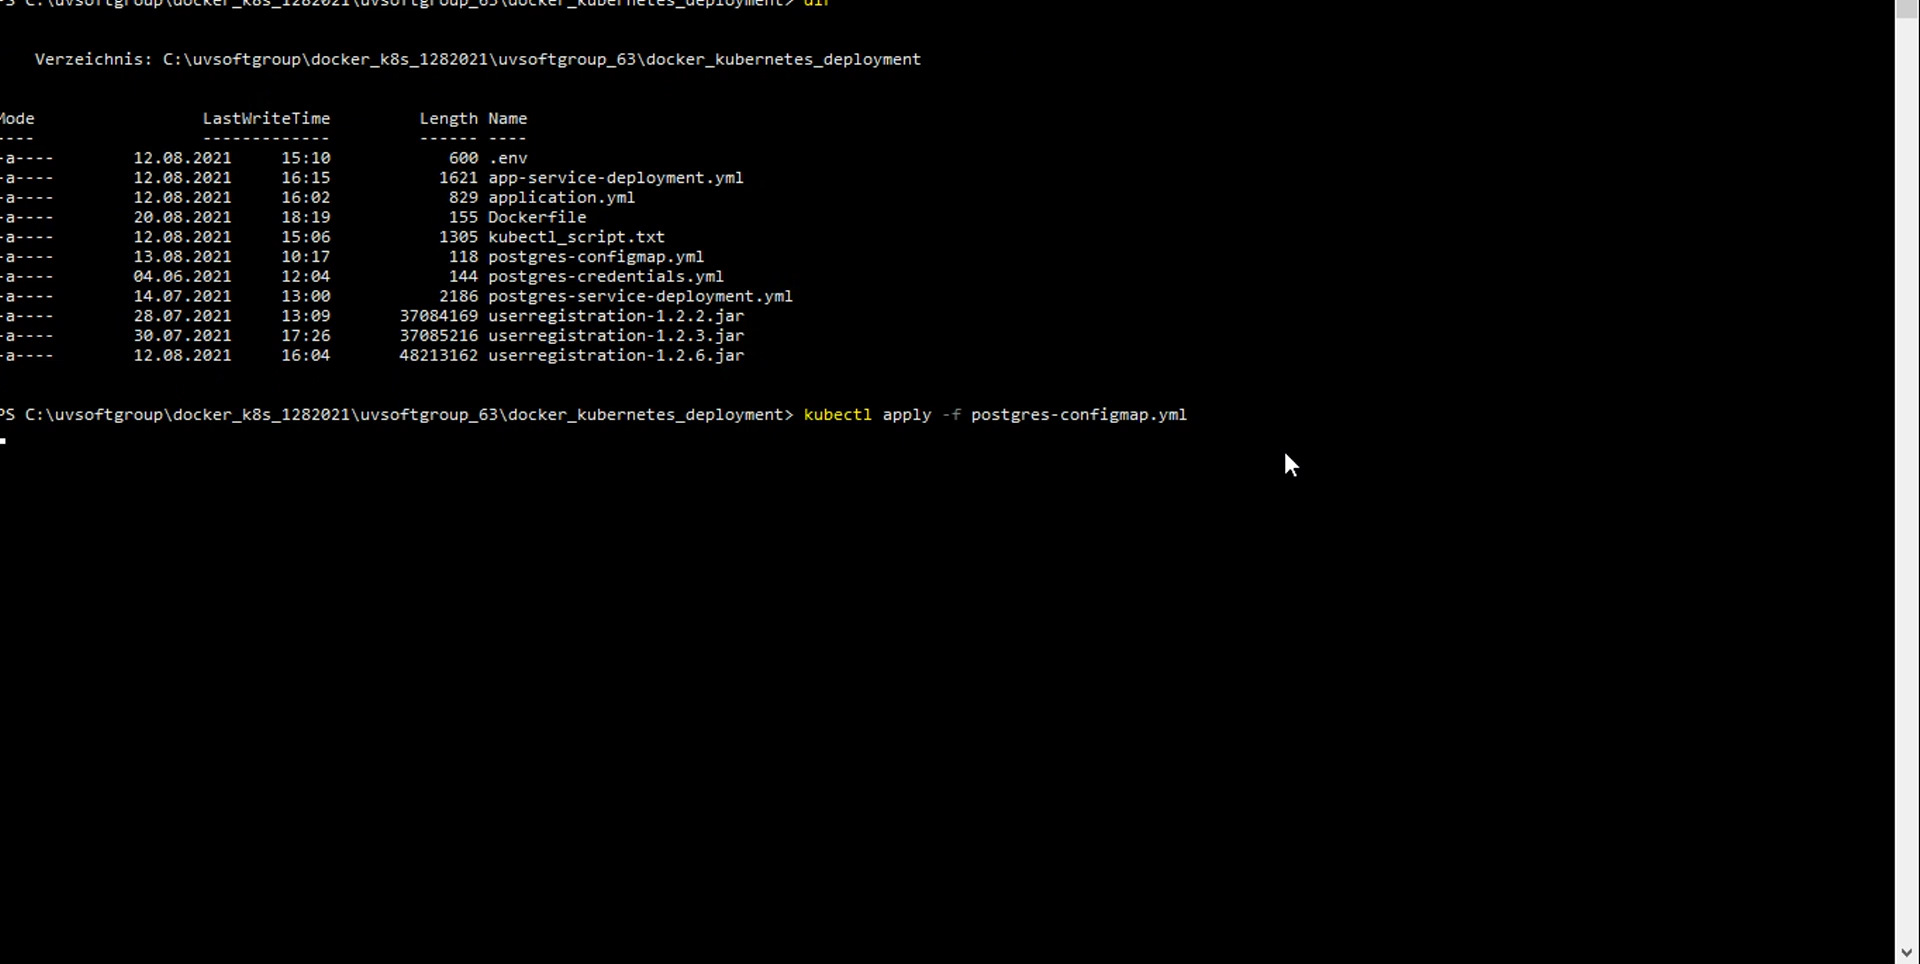 PS C:\uvsoftgroup\docker_k8s_1282021\uvsoftgroup_63\docker_kubernetes_deployment> dir
Verzeichnis: C:\uvsoftgroup\docker_k8s_1282021\uvsoftgroup_63\docker_kubernetes_deployment
Mode LastWriteTime Length Name
---- ------------- ------ ----
-a---- 12.08.2021 15:10 600 .env
-a---- 12.08.2021 16:15 1621 app-service-deployment.yml
-a---- 12.08.2021 16:02 829 application.yml
-a---- 20.08.2021 18:19 155 Dockerfile
-a---- 12.08.2021 15:06 1305 kubectl_script.txt
-a---- 13.08.2021 10:17 118 postgres-configmap.yml
-a---- 04.06.2021 12:04 144 postgres-credentials.yml
-a---- 14.07.2021 13:00 2186 postgres-service-deployment.yml
-a---- 28.07.2021 13:09 37084169 userregistration-1.2.2.jar
-a---- 30.07.2021 17:26 37085216 userregistration-1.2.3.jar
-a---- 12.08.2021 16:04 48213162 userregistration-1.2.6.jar
PS C:\uvsoftgroup\docker_k8s_1282021\uvsoftgroup_63\docker_kubernetes_deployment> kubectl apply -f postgres-configmap.yml